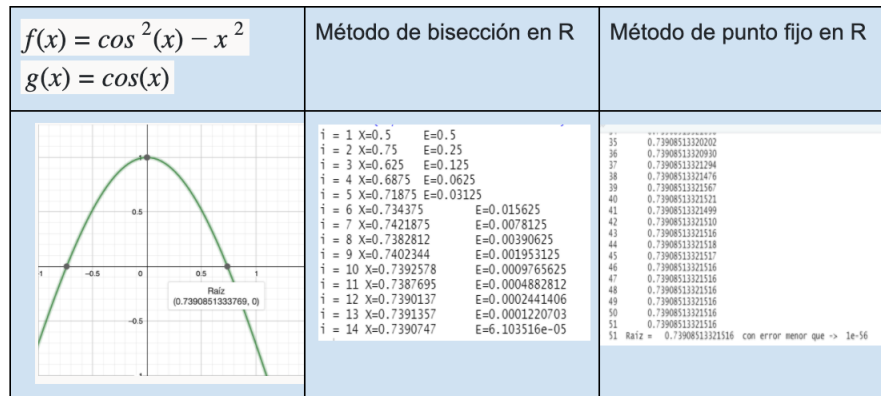 f(x) = cos ²(x) − x ²
g(x) = cos(x)
Método de bisección en R
Método de punto fijo en R
1
0.5
-0.5
-1
1
-0.5
0
0.5
1
Raíz
(0.7390851333769, 0)
i = 1 X=0.5 E=0.5
i = 2 X=0.75 E=0.25
i = 3 X=0.625 E=0.125
i = 4 X=0.6875 E=0.0625
i = 5 X=0.71875 E=0.03125
i = 6 X=0.734375 E=0.015625
i = 7 X=0.7421875 E=0.0078125
i = 8 X=0.7382812 E=0.00390625
i = 9 X=0.7402344 E=0.001953125
i = 10 X=0.7392578 E=0.0009765625
i = 11 X=0.7387695 E=0.0004882812
i = 12 X=0.7390137 E=0.0002441406
i = 13 X=0.7391357 E=0.0001220703
i = 14 X=0.7390747 E=6.103516e-05
35 0.73908513320202
36 0.73908513320930
37 0.73908513321294
38 0.73908513321476
39 0.73908513321567
40 0.73908513321521
41 0.73908513321499
42 0.73908513321510
43 0.73908513321516
44 0.73908513321518
45 0.73908513321517
46 0.73908513321516
47 0.73908513321516
48 0.73908513321516
49 0.73908513321516
50 0.73908513321516
51 0.73908513321516
51 Raíz = 0.73908513321516 con error menor que -> 1e-56